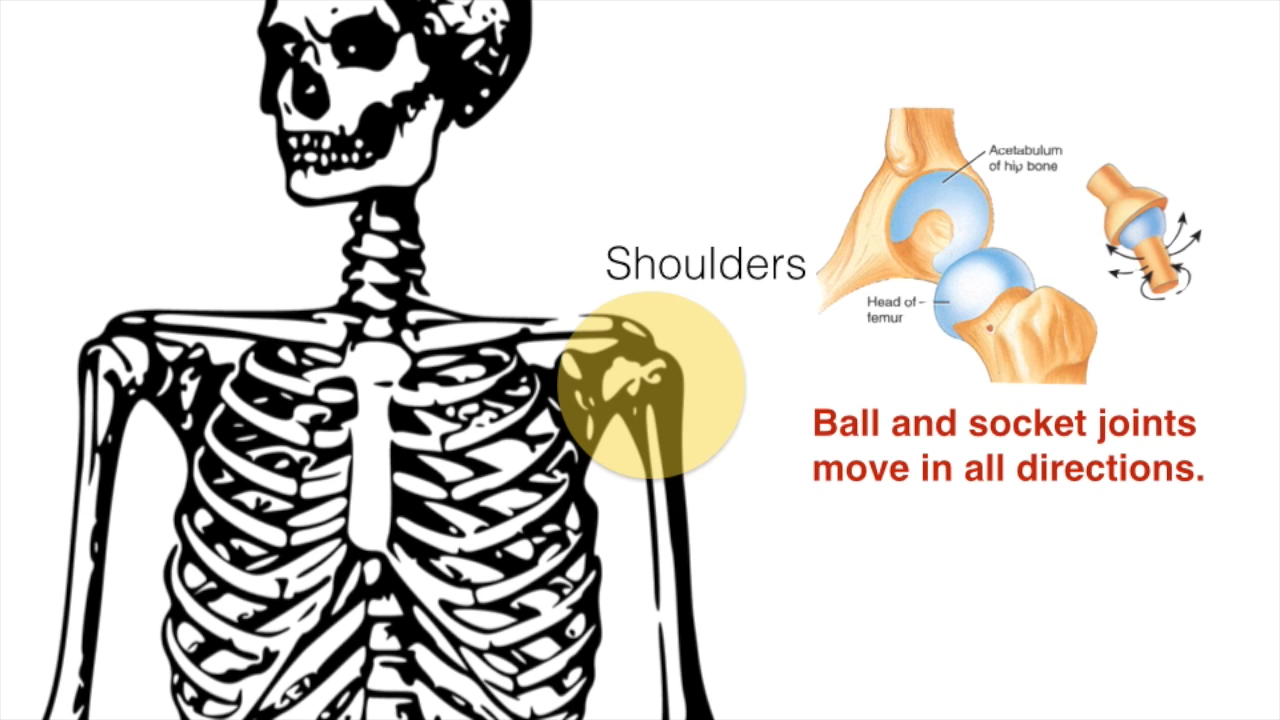 Shoulders
Acetabulum
of hip bone
Head of
femur
Ball and socket joints
move in all directions.